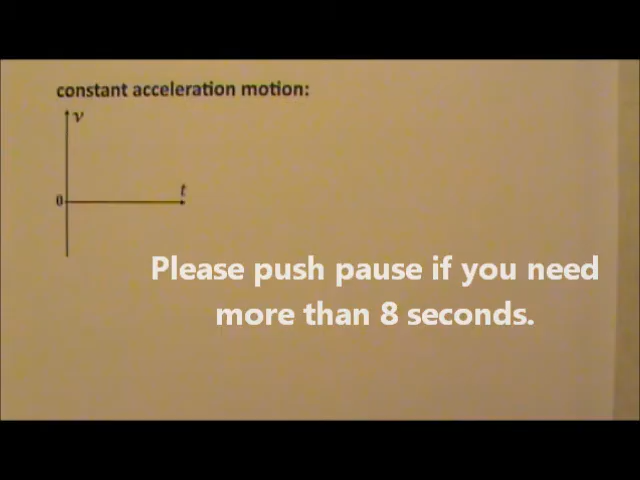 constant acceleration motion:
v
t
0
Please push pause if you need
more than 8 seconds.